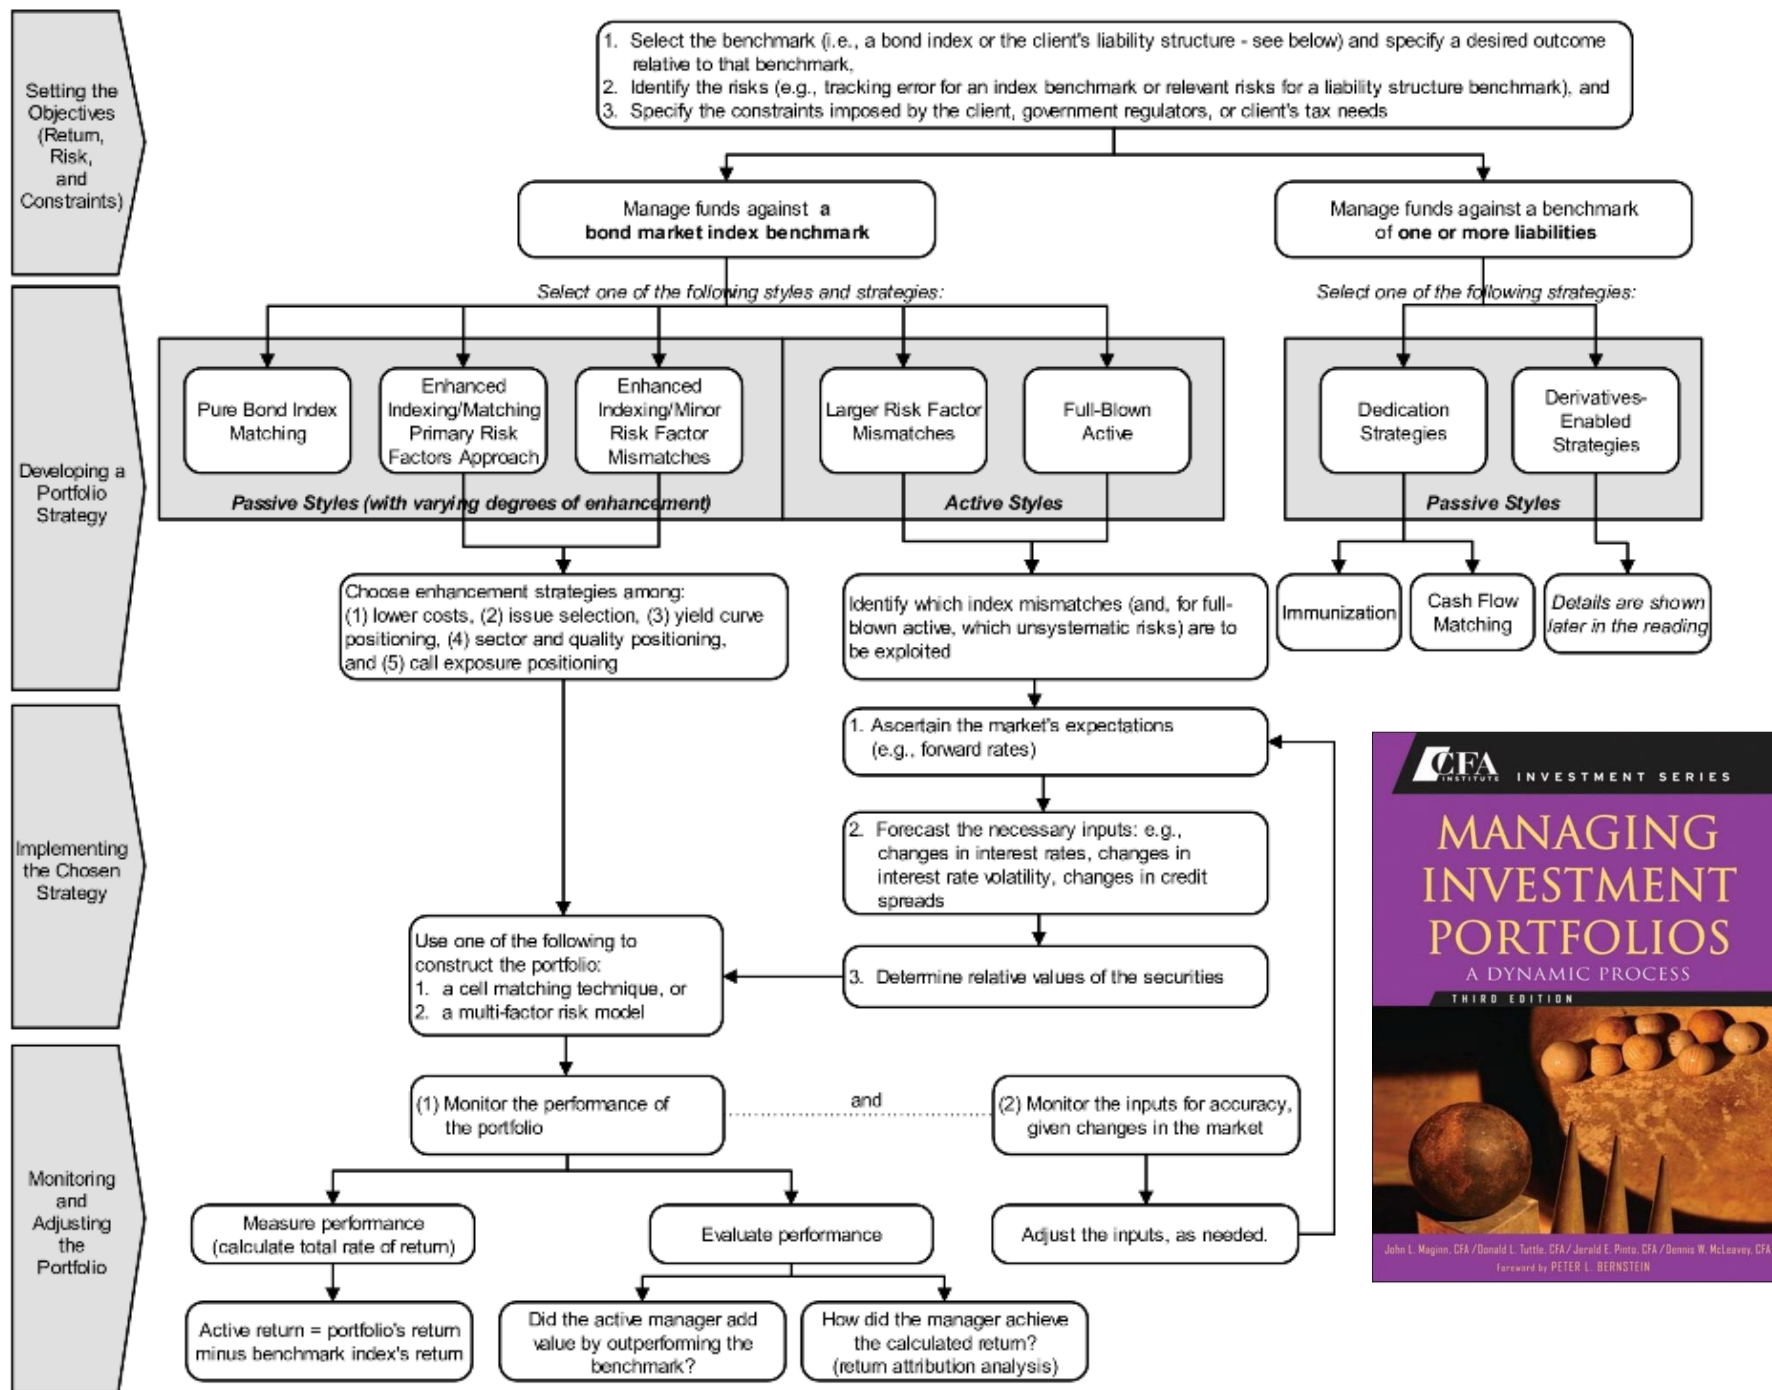 Setting the
Objectives
(Return,
Risk,
and
Constraints)
1. Select the benchmark (i.e., a bond index or the client's liability structure - see below) and specify a desired outcome
relative to that benchmark,
2. Identify the risks (e.g., tracking error for an index benchmark or relevant risks for a liability structure benchmark), and
3. Specify the constraints imposed by the client, government regulators, or client's tax needs
Manage funds against a
bond market index benchmark
Manage funds against a benchmark
of one or more liabilities
Developing a
Portfolio
Strategy
Select one of the following styles and strategies:
Select one of the following strategies:
Pure Bond Index
Matching
Enhanced
Indexing/Matching
Primary Risk
Factors Approach
Enhanced
Indexing/Minor
Risk Factor
Mismatches
Larger Risk Factor
Mismatches
Full-Blown
Active
Dedication
Strategies
Derivatives-
Enabled
Strategies
Passive Styles (with varying degrees of enhancement)
Active Styles
Passive Styles
Choose enhancement strategies among:
(1) lower costs, (2) issue selection, (3) yield curve
positioning, (4) sector and quality positioning,
and (5) call exposure positioning
Identify which index mismatches (and, for full-
blown active, which unsystematic risks) are to
be exploited
Immunization
Cash Flow
Matching
Details are shown
later in the reading
Implementing
the Chosen
Strategy
1. Ascertain the market's expectations
(e.g., forward rates)
2. Forecast the necessary inputs: e.g.,
changes in interest rates, changes in
interest rate volatility, changes in credit
spreads
3. Determine relative values of the securities
Use one of the following to
construct the portfolio:
1. a cell matching technique, or
2. a multi-factor risk model
Monitoring
and
Adjusting
the
Portfolio
(1) Monitor the performance of
the portfolio
and
(2) Monitor the inputs for accuracy,
given changes in the market
Measure performance
(calculate total rate of return)
Evaluate performance
Adjust the inputs, as needed.
Active return = portfolio's return
minus benchmark index's return
Did the active manager add
value by outperforming the
benchmark?
How did the manager achieve
the calculated return?
(return attribution analysis)
CFA
INSTITUTE
INVESTMENT SERIES
MANAGING
INVESTMENT
PORTFOLIOS
A DYNAMIC PROCESS
THIRD EDITION
John L. Maginn, CFA / Donald L. Tuttle, CFA / Jerald E. Pinto, CFA / Dennis W. McLeavey, CFA
Foreword by PETER L. BERNSTEIN